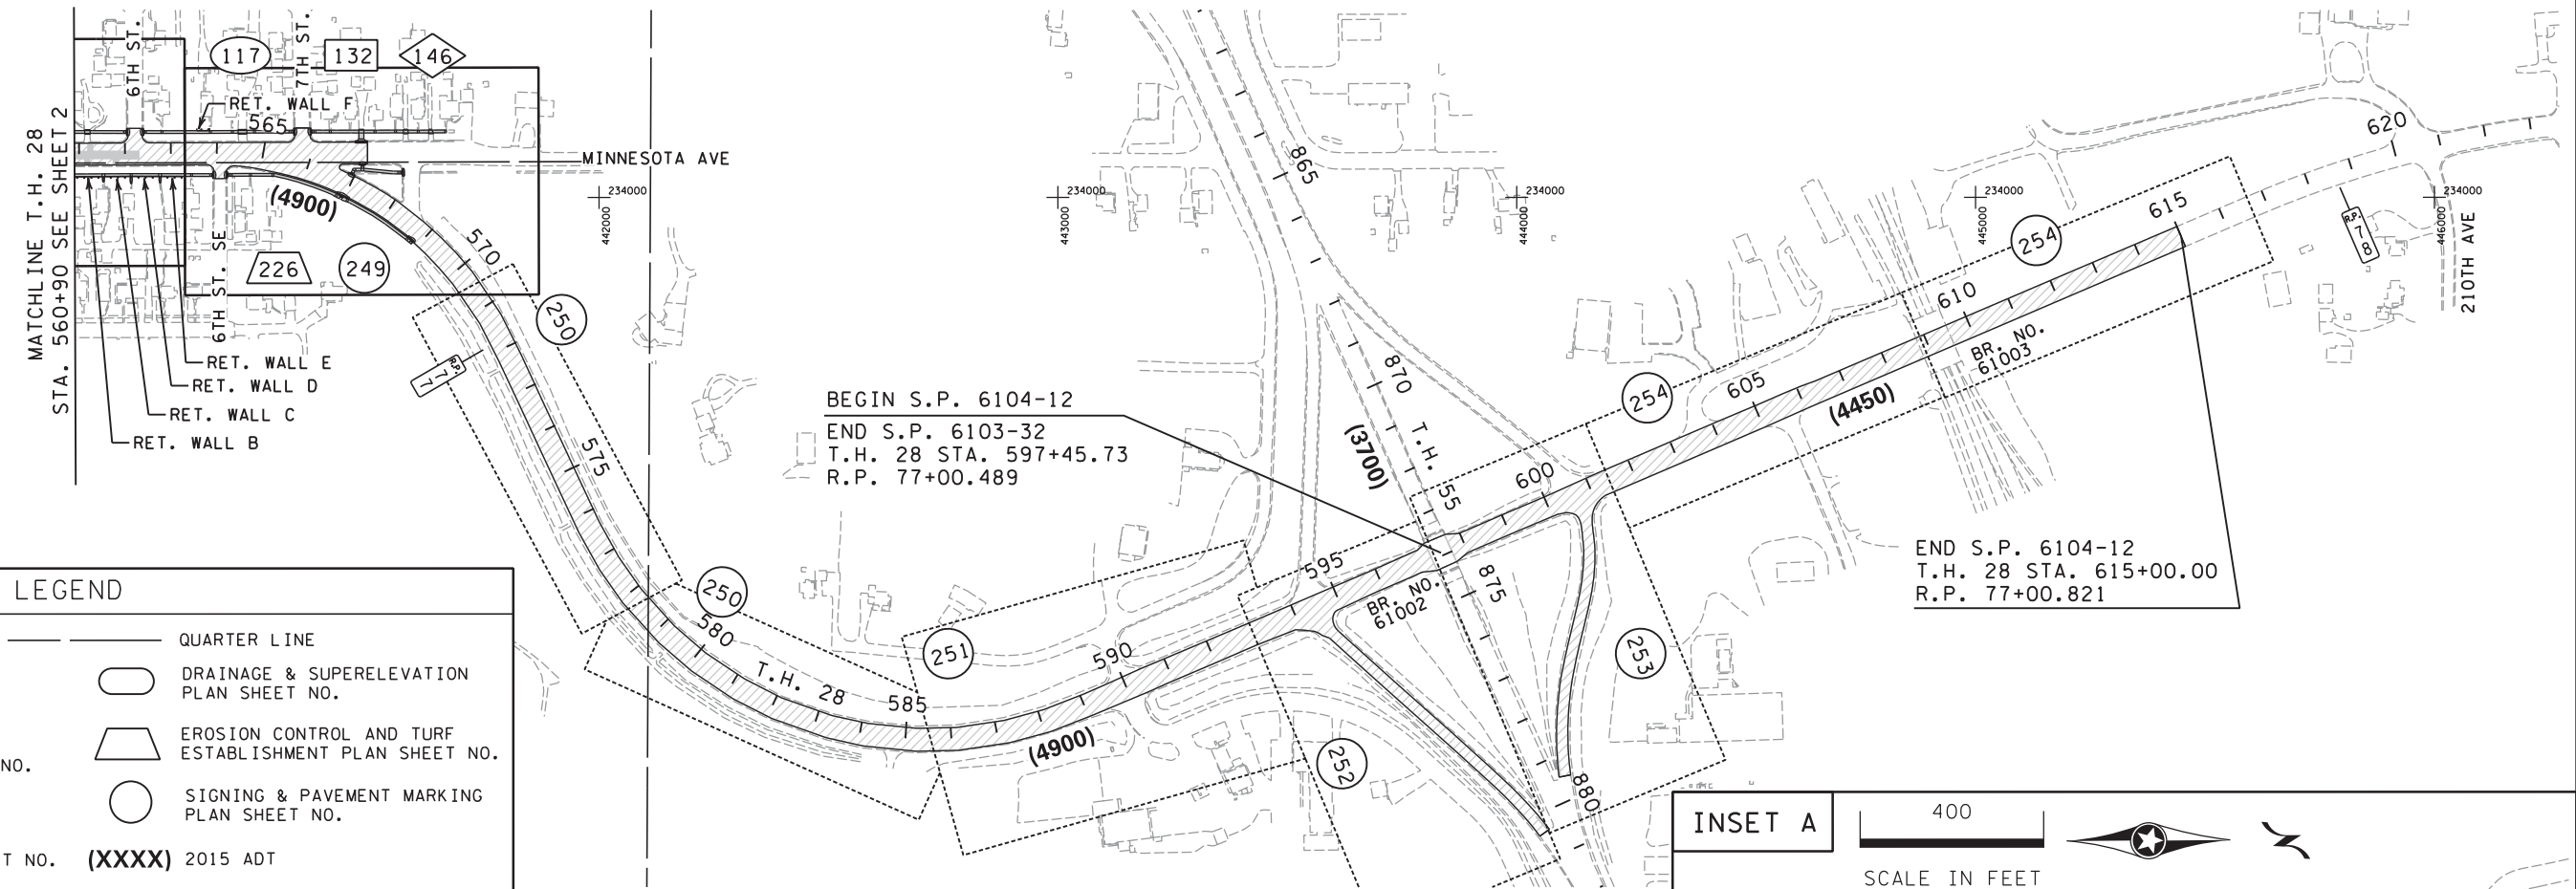 6TH ST.
7TH ST.
117
132
146
RET. WALL F
565
MINNESOTA AVE
MATCHLINE T.H. 28
STA. 560+90 SEE SHEET 2
(4900)
226
249
6TH ST. SE
570
250
RET. WALL E
RET. WALL D
RET. WALL C
RET. WALL B
R.P.
77
575
234000
442000
234000
443000
234000
444000
234000
445000
234000
446000
865
870
T.H. 55
(3700)
875
880
BEGIN S.P. 6104-12
END S.P. 6103-32
T.H. 28 STA. 597+45.73
R.P. 77+00.489
250
580
T.H. 28
585
251
590
(4900)
595
BR. NO.
61002
252
253
600
254
605
(4450)
610
BR. NO.
61003
254
615
620
R.P.
78
210TH AVE
END S.P. 6104-12
T.H. 28 STA. 615+00.00
R.P. 77+00.821
LEGEND
QUARTER LINE
DRAINAGE & SUPERELEVATION
PLAN SHEET NO.
EROSION CONTROL AND TURF
ESTABLISHMENT PLAN SHEET NO.
NO.
SIGNING & PAVEMENT MARKING
PLAN SHEET NO.
T NO.
(XXXX) 2015 ADT
INSET A
400
SCALE IN FEET